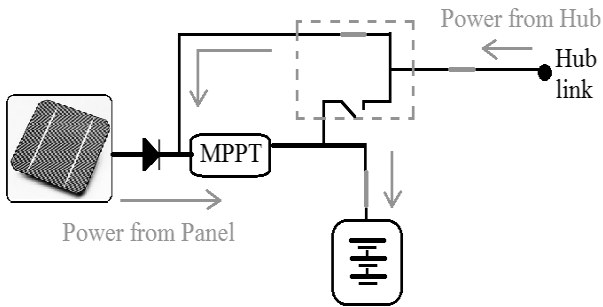 Power from Hub
Hub
link
MPPT
Power from Panel